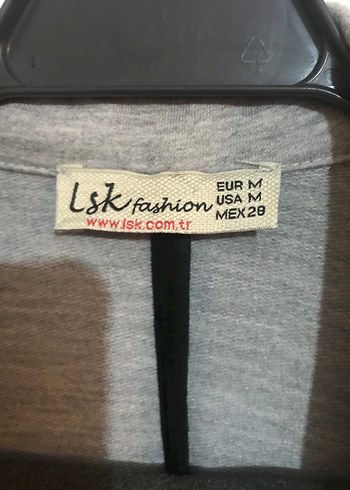 Lsk fashion
www.lsk.com.tr
EUR M
USA M
MEX 28